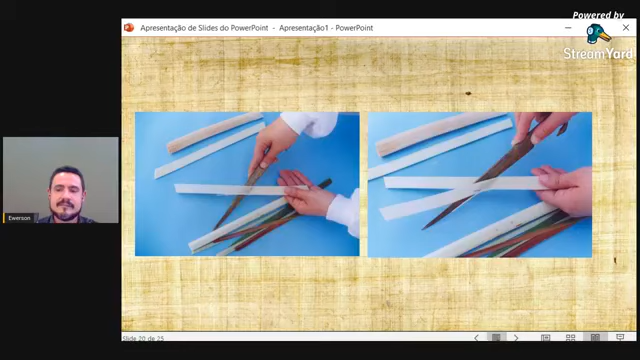 Powered by
StreamYard
Apresentação de Slides do PowerPoint - Apresentação1 - PowerPoint
Ewerson
Slide 20 de 25